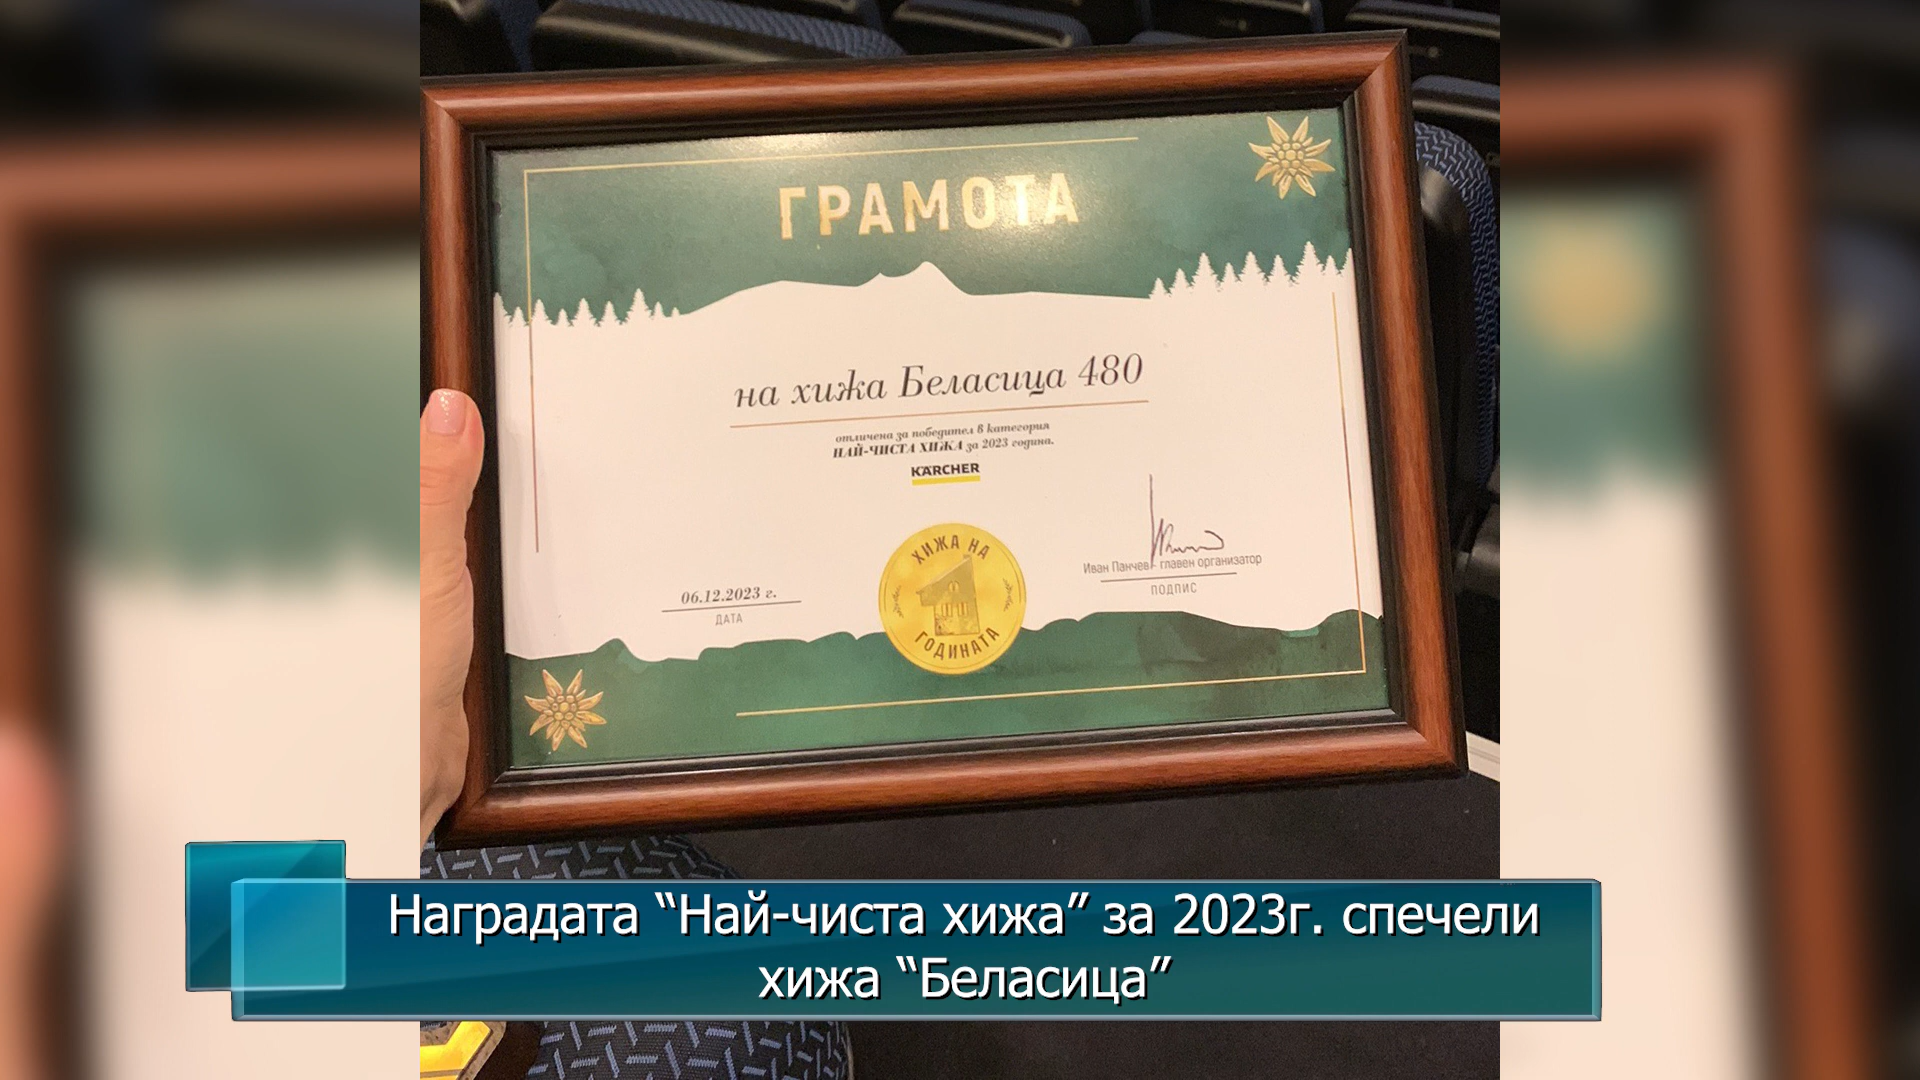 ГРАМОТА
на хижа Беласица 480
отличена за победител в категория
НАЙ-ЧИСТА ХИЖА за 2023 година.
KÄRCHER
ХИЖА НА
ГОДИНАТА
06.12.2023 г.
ДАТА
Иван Панчев - главен организатор
ПОДПИС
Наградата “Най-чиста хижа” за 2023г. спечели
хижа “Беласица”